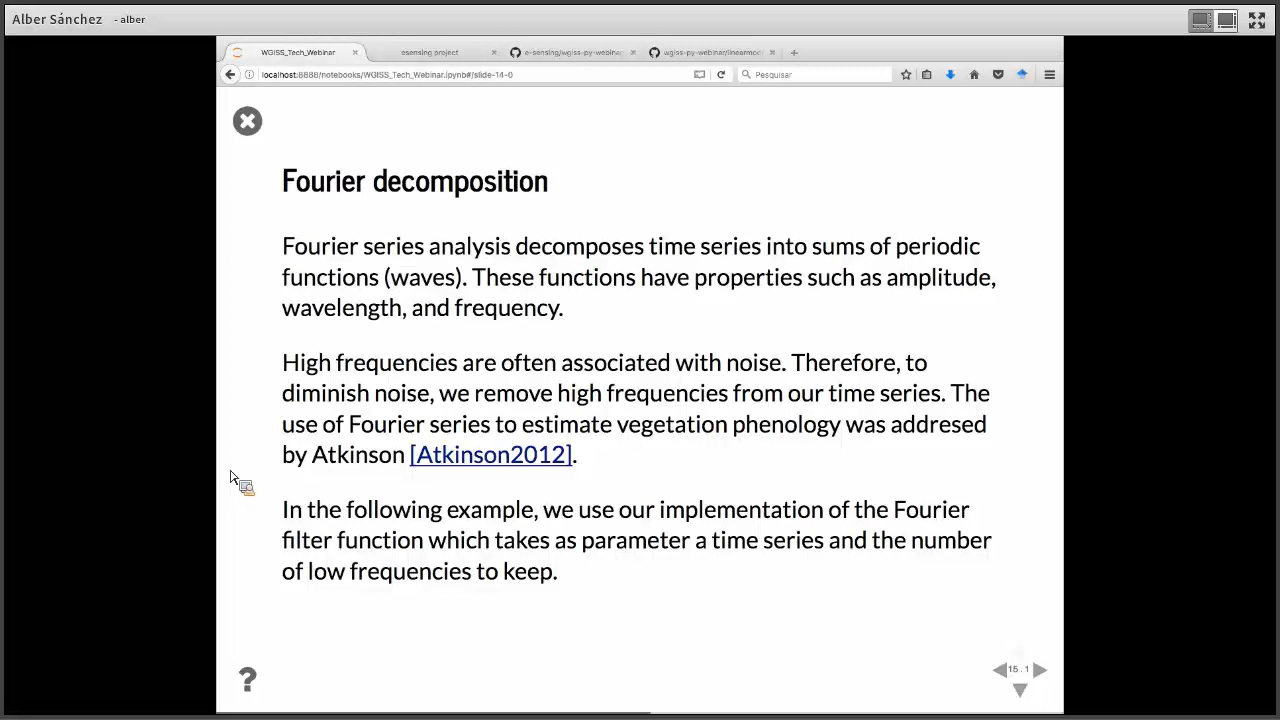 Alber Sánchez - alber
WGISS_Tech_Webinar
esensing project
e-sensing/wgiss-py-webina
wgiss-py-webinar/linearmod
localhost:8888/notebooks/WGISS_Tech_Webinar.ipynb#/slide-14-0
Pesquisar
Fourier decomposition
Fourier series analysis decomposes time series into sums of periodic
functions (waves). These functions have properties such as amplitude,
wavelength, and frequency.
High frequencies are often associated with noise. Therefore, to
diminish noise, we remove high frequencies from our time series. The
use of Fourier series to estimate vegetation phenology was addresed
by Atkinson [Atkinson2012].
In the following example, we use our implementation of the Fourier
filter function which takes as parameter a time series and the number
of low frequencies to keep.
?
15.1